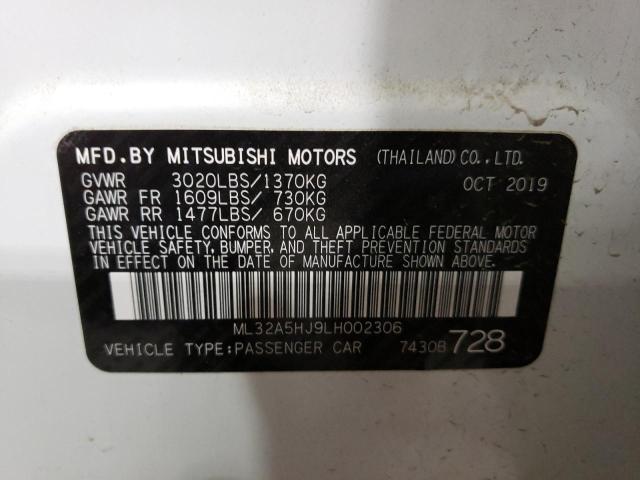 MFD.BY MITSUBISHI MOTORS (THAILAND)CO.,LTD.
GVWR 3020LBS/1370KG OCT 2019
GAWR FR 1609LBS/ 730KG
GAWR RR 1477LBS/ 670KG
THIS VEHICLE CONFORMS TO ALL APPLICABLE FEDERAL MOTOR
VEHICLE SAFETY, BUMPER, AND THEFT PREVENTION STANDARDS
IN EFFECT ON THE DATE OF MANUFACTURE SHOWN ABOVE.
ML32A5HJ9LH002306
VEHICLE TYPE:PASSENGER CAR 7430B 728